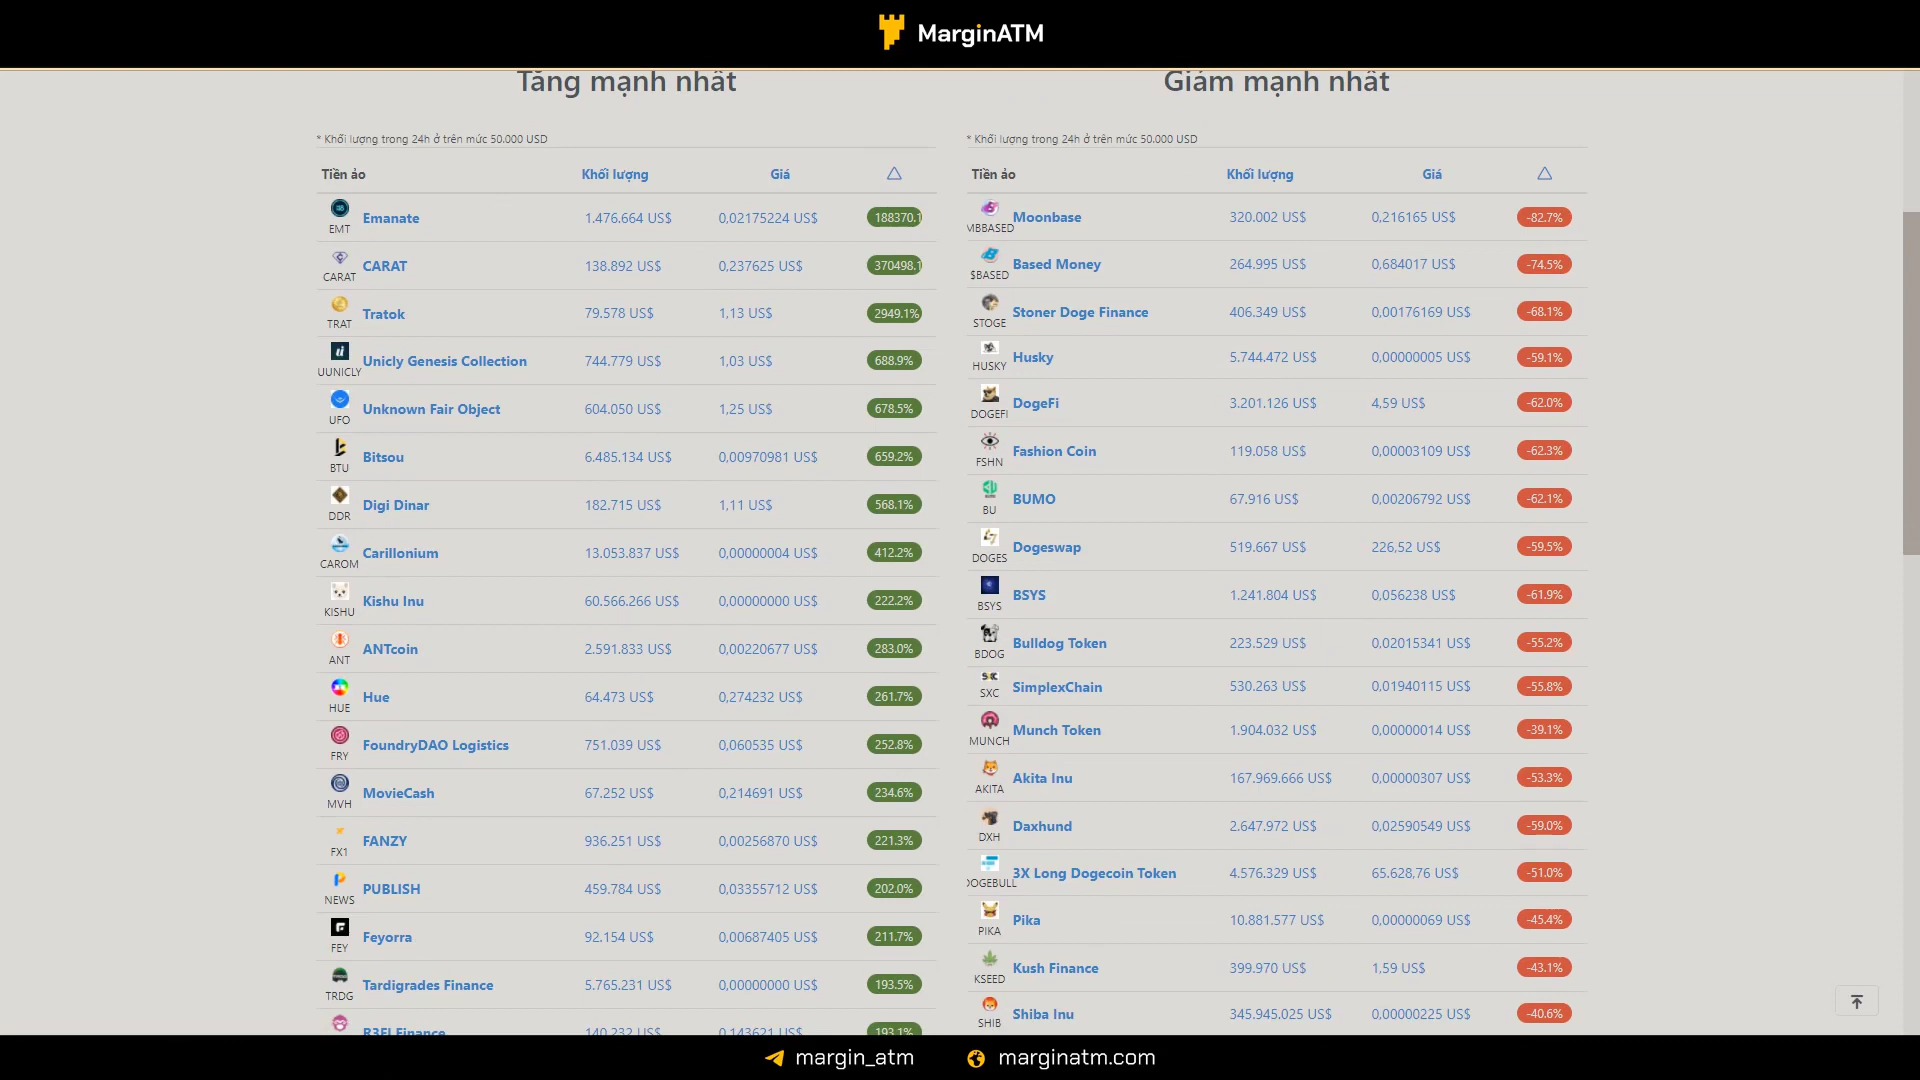 MarginATM
Tăng mạnh nhất
* Khối lượng trong 24h ở trên mức 50.000 USD
Tiền ảo Khối lượng Giá △
EMT Emanate 1.476.664 US$ 0,02175224 US$ 188370.1
CARAT CARAT 138.892 US$ 0,237625 US$ 370498.1
TRAT Tratok 79.578 US$ 1,13 US$ 2949.1%
UUNICLY Unicly Genesis Collection 744.779 US$ 1,03 US$ 688.9%
UFO Unknown Fair Object 604.050 US$ 1,25 US$ 678.5%
BTU Bitsou 6.485.134 US$ 0,00970981 US$ 659.2%
DDR Digi Dinar 182.715 US$ 1,11 US$ 568.1%
CAROM Carillonium 13.053.837 US$ 0,00000004 US$ 412.2%
KISHU Kishu Inu 60.566.266 US$ 0,00000000 US$ 222.2%
ANT ANTcoin 2.591.833 US$ 0,00220677 US$ 283.0%
HUE Hue 64.473 US$ 0,274232 US$ 261.7%
FRY FoundryDAO Logistics 751.039 US$ 0,060535 US$ 252.8%
MVH MovieCash 67.252 US$ 0,214691 US$ 234.6%
FX1 FANZY 936.251 US$ 0,00256870 US$ 221.3%
NEWS PUBLISH 459.784 US$ 0,03355712 US$ 202.0%
FEY Feyorra 92.154 US$ 0,00687405 US$ 211.7%
TRDG Tardigrades Finance 5.765.231 US$ 0,00000000 US$ 193.5%
R3FI Finance 140.232 US$ 0,143621 US$ 193.1%
Giảm mạnh nhất
* Khối lượng trong 24h ở trên mức 50.000 USD
Tiền ảo Khối lượng Giá △
MBBASED Moonbase 320.002 US$ 0,216165 US$ -82.7%
$BASED Based Money 264.995 US$ 0,684017 US$ -74.5%
STOGE Stoner Doge Finance 406.349 US$ 0,00176169 US$ -68.1%
HUSKY Husky 5.744.472 US$ 0,00000005 US$ -59.1%
DOGEFI DogeFi 3.201.126 US$ 4,59 US$ -62.0%
FSHN Fashion Coin 119.058 US$ 0,00003109 US$ -62.3%
BU BUMO 67.916 US$ 0,00206792 US$ -62.1%
DOGES Dogeswap 519.667 US$ 226,52 US$ -59.5%
BSYS BSYS 1.241.804 US$ 0,056238 US$ -61.9%
BDOG Bulldog Token 223.529 US$ 0,02015341 US$ -55.2%
SXC SimplexChain 530.263 US$ 0,01940115 US$ -55.8%
MUNCH Munch Token 1.904.032 US$ 0,00000014 US$ -39.1%
AKITA Akita Inu 167.969.666 US$ 0,00000307 US$ -53.3%
DXH Daxhund 2.647.972 US$ 0,02590549 US$ -59.0%
DOGEBULL 3X Long Dogecoin Token 4.576.329 US$ 65.628,76 US$ -51.0%
PIKA Pika 10.881.577 US$ 0,00000069 US$ -45.4%
KSEED Kush Finance 399.970 US$ 1,59 US$ -43.1%
SHIB Shiba Inu 345.945.025 US$ 0,00000225 US$ -40.6%
margin_atm marginatm.com